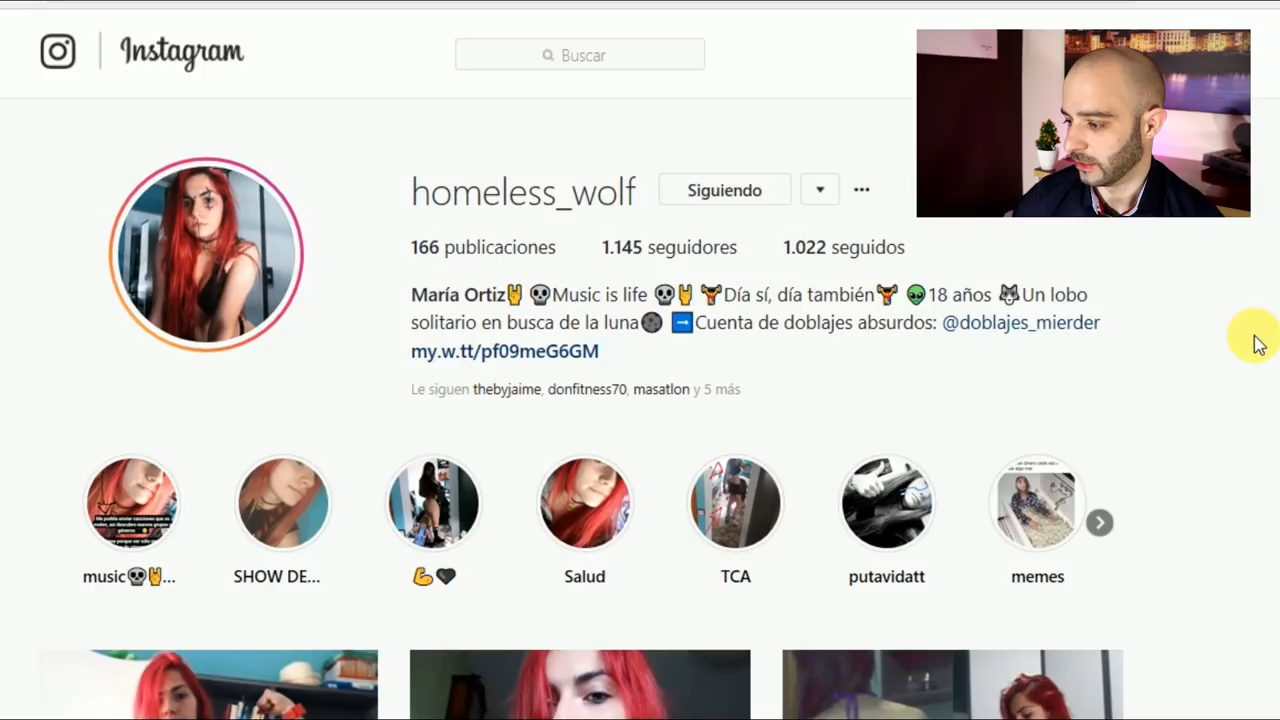 Instagram
Buscar
homeless_wolf
Siguiendo
166 publicaciones
1.145 seguidores
1.022 seguidos
María Ortiz🤘 💀Music is life 💀🤘 🏋Día sí, día también🏋 👽18 años 🐺Un lobo
solitario en busca de la luna🌑 ➡Cuenta de doblajes absurdos: @doblajes_mierder
my.w.tt/pf09meG6GM
Le siguen thebyjaime, donfitness70, masatlon y 5 más
music💀🤘...
SHOW DE...
💪🖤
Salud
TCA
putavidatt
memes